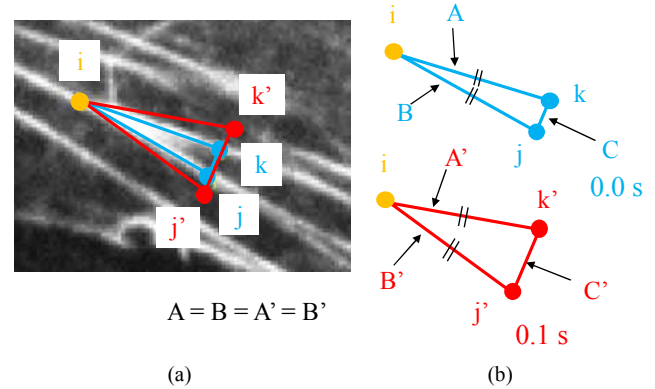 i
k’
k
j
j’
A = B = A’ = B’
(a)
i
A
B
k
j
C
0.0 s
i
A’
k’
B’
C’
j’
0.1 s
(b)